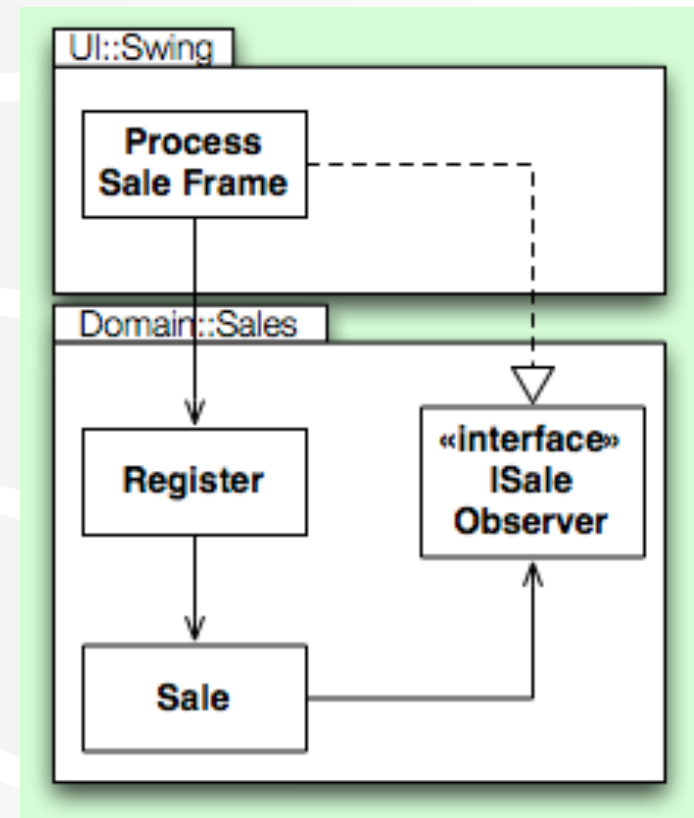 UI::Swing
Process
Sale Frame
Domain::Sales
Register
«interface»
ISale
Observer
Sale